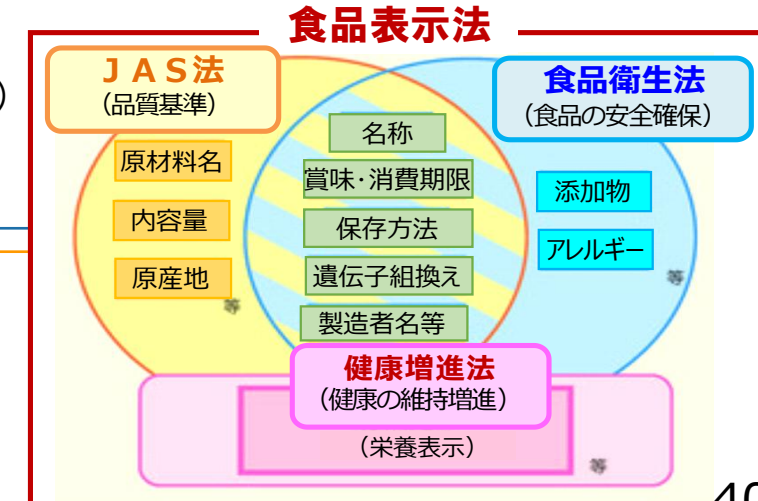 食品表示法
)
ＪＡＳ法
（品質基準）
食品衛生法
（食品の安全確保）
原材料名
内容量
原産地
等
名称
賞味・消費期限
保存方法
遺伝子組換え
製造者名等
添加物
アレルギー
等
健康増進法
（健康の維持増進）
（栄養表示）
等